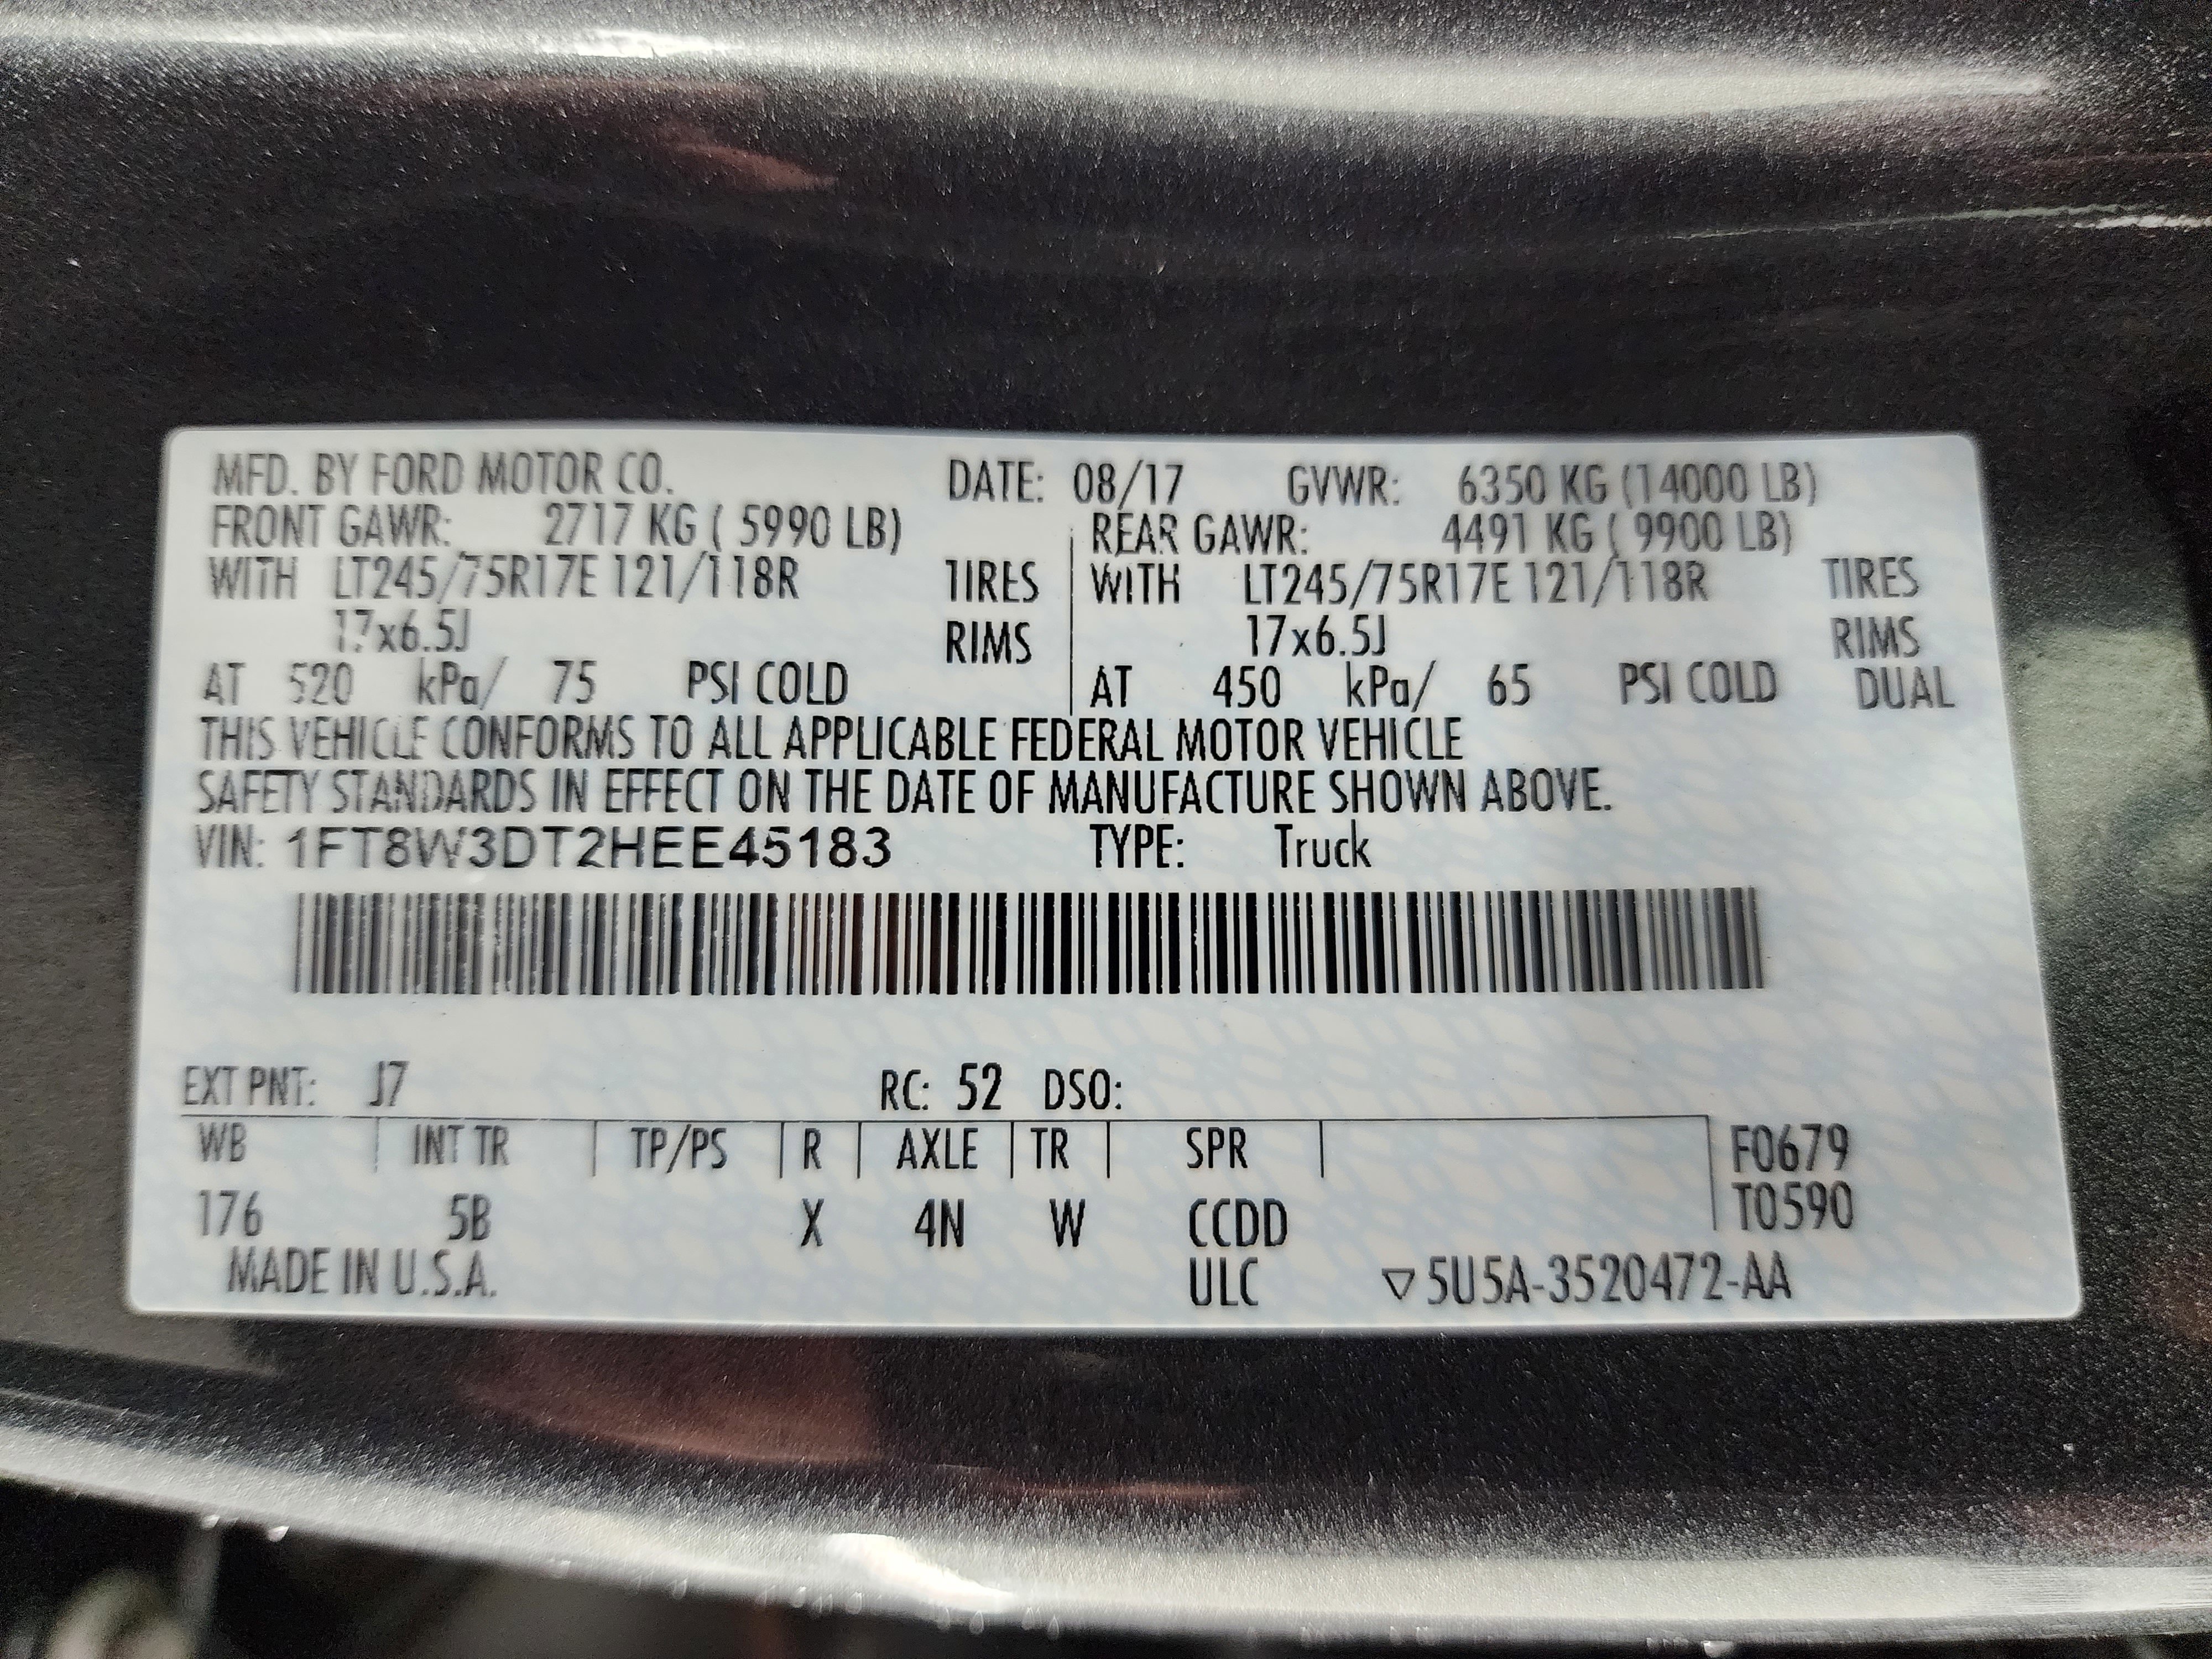 MFD. BY FORD MOTOR CO. DATE: 08/17 GVWR: 6350 KG (14000 LB)
FRONT GAWR: 2717 KG ( 5990 LB) REAR GAWR: 4491 KG ( 9900 LB)
WITH LT245/75R17E 121/118R TIRES WITH LT245/75R17E 121/118R TIRES
17x6.5J RIMS 17x6.5J RIMS
AT 520 kPa/ 75 PSI COLD AT 450 kPa/ 65 PSI COLD DUAL
THIS VEHICLE CONFORMS TO ALL APPLICABLE FEDERAL MOTOR VEHICLE
SAFETY STANDARDS IN EFFECT ON THE DATE OF MANUFACTURE SHOWN ABOVE.
VIN: 1FT8W3DT2HEE45183 TYPE: Truck
EXT PNT: J7 RC: 52 DSO:
WB INT TR TP/PS R AXLE TR SPR F0679
176 5B X 4N W CCDD T0590
MADE IN U.S.A. ULC ▽5U5A-3520472-AA